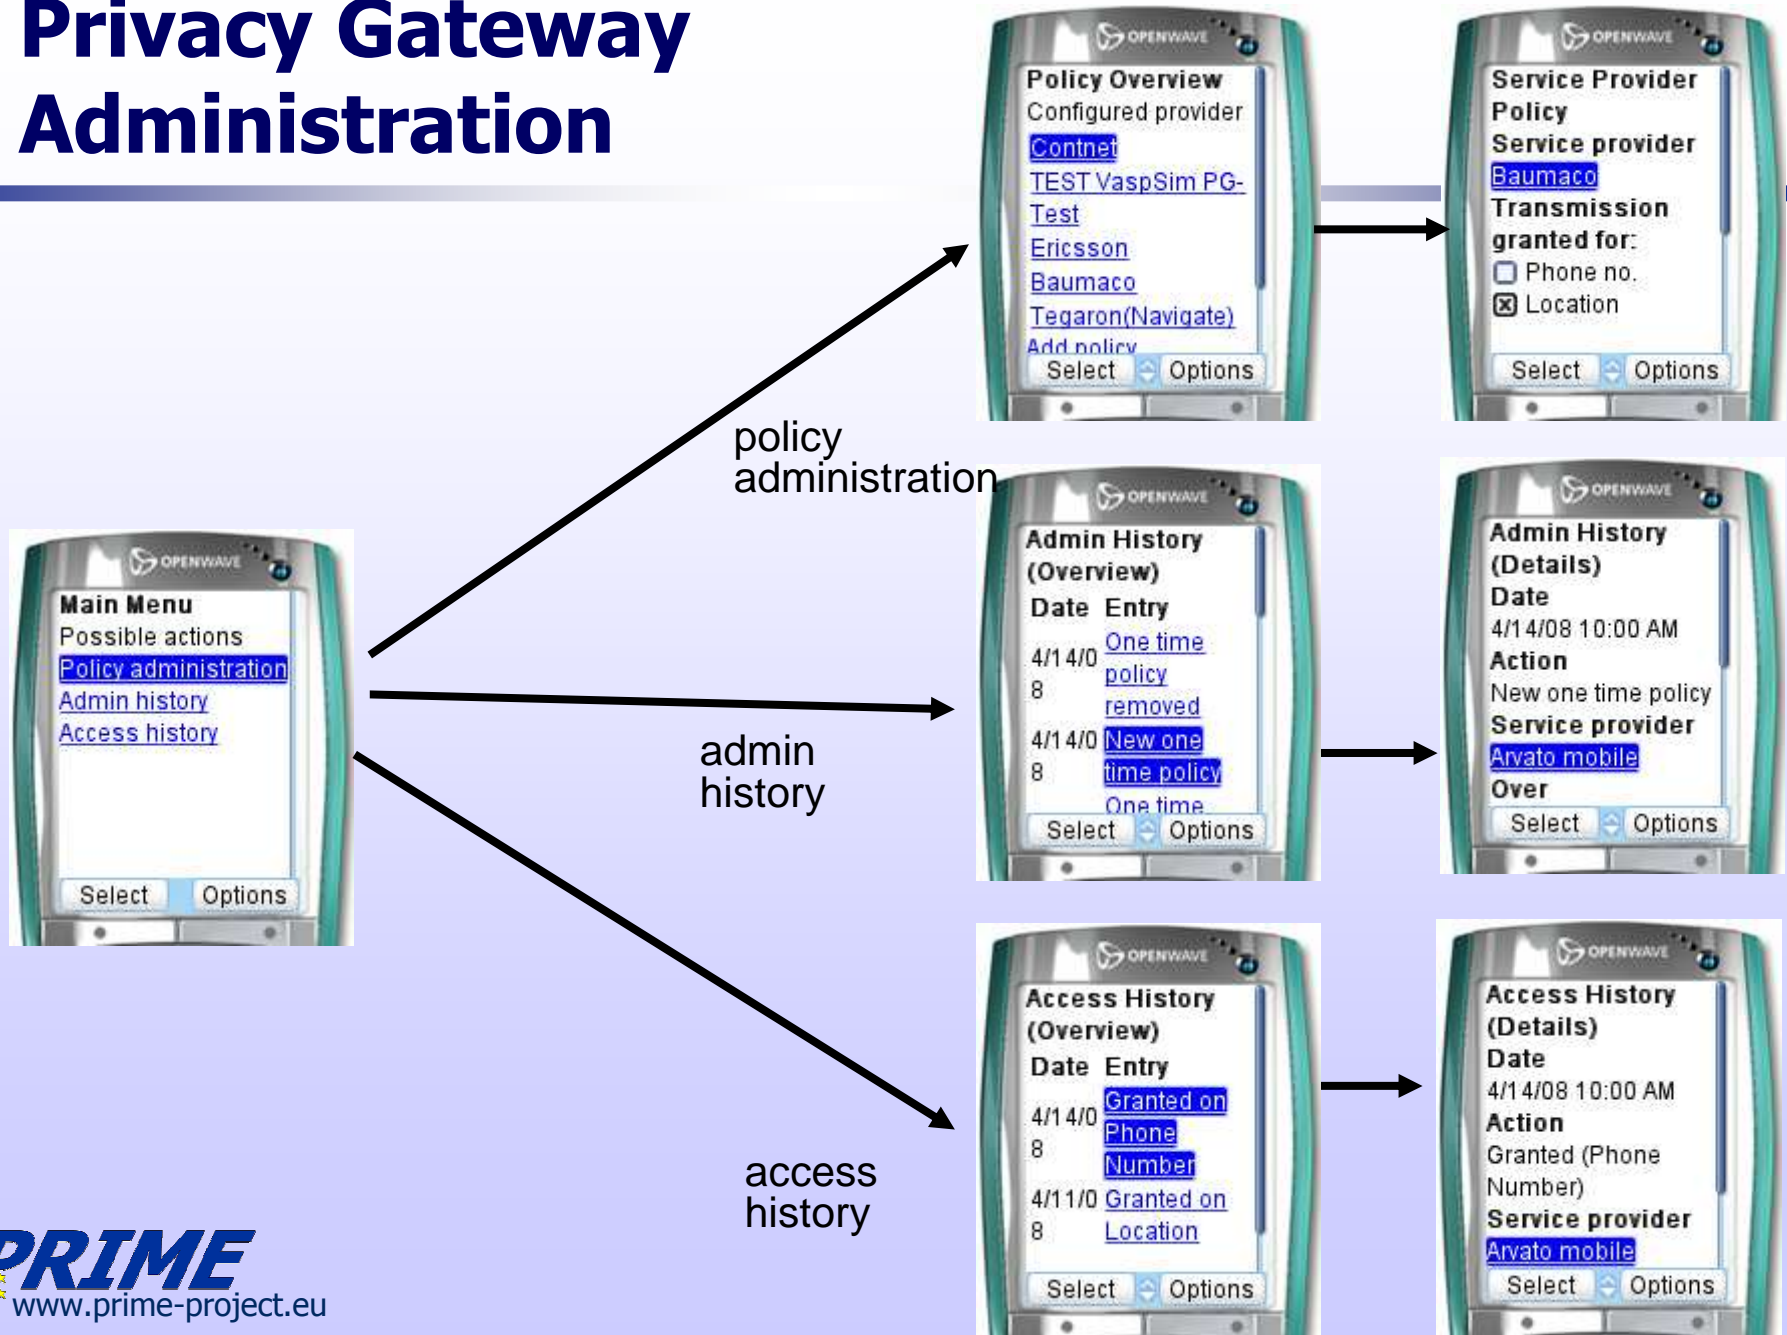 Privacy Gateway
Administration
OPENWAVE
Policy Overview
Configured provider
Contnet
TEST VaspSim PG-
Test
Ericsson
Baumaco
Tegaron(Navigate)
Add policy
Select
Options
OPENWAVE
Service Provider
Policy
Service provider
Baumaco
Transmission
granted for:
Phone no.
Location
Select
Options
policy
administration
OPENWAVE
Main Menu
Possible actions
Policy administration
Admin history
Access history
Select
Options
admin
history
OPENWAVE
Admin History
(Overview)
Date Entry
4/14/0
8
One time
policy
removed
4/14/0
8
New one
time policy
One time
Select
Options
OPENWAVE
Admin History
(Details)
Date
4/14/08 10:00 AM
Action
New one time policy
Service provider
Arvato mobile
Over
Select
Options
access
history
OPENWAVE
Access History
(Overview)
Date Entry
4/14/0
8
Granted on
Phone
Number
4/11/0
8
Granted on
Location
Select
Options
OPENWAVE
Access History
(Details)
Date
4/14/08 10:00 AM
Action
Granted (Phone
Number)
Service provider
Arvato mobile
Select
Options
PRIME
www.prime-project.eu